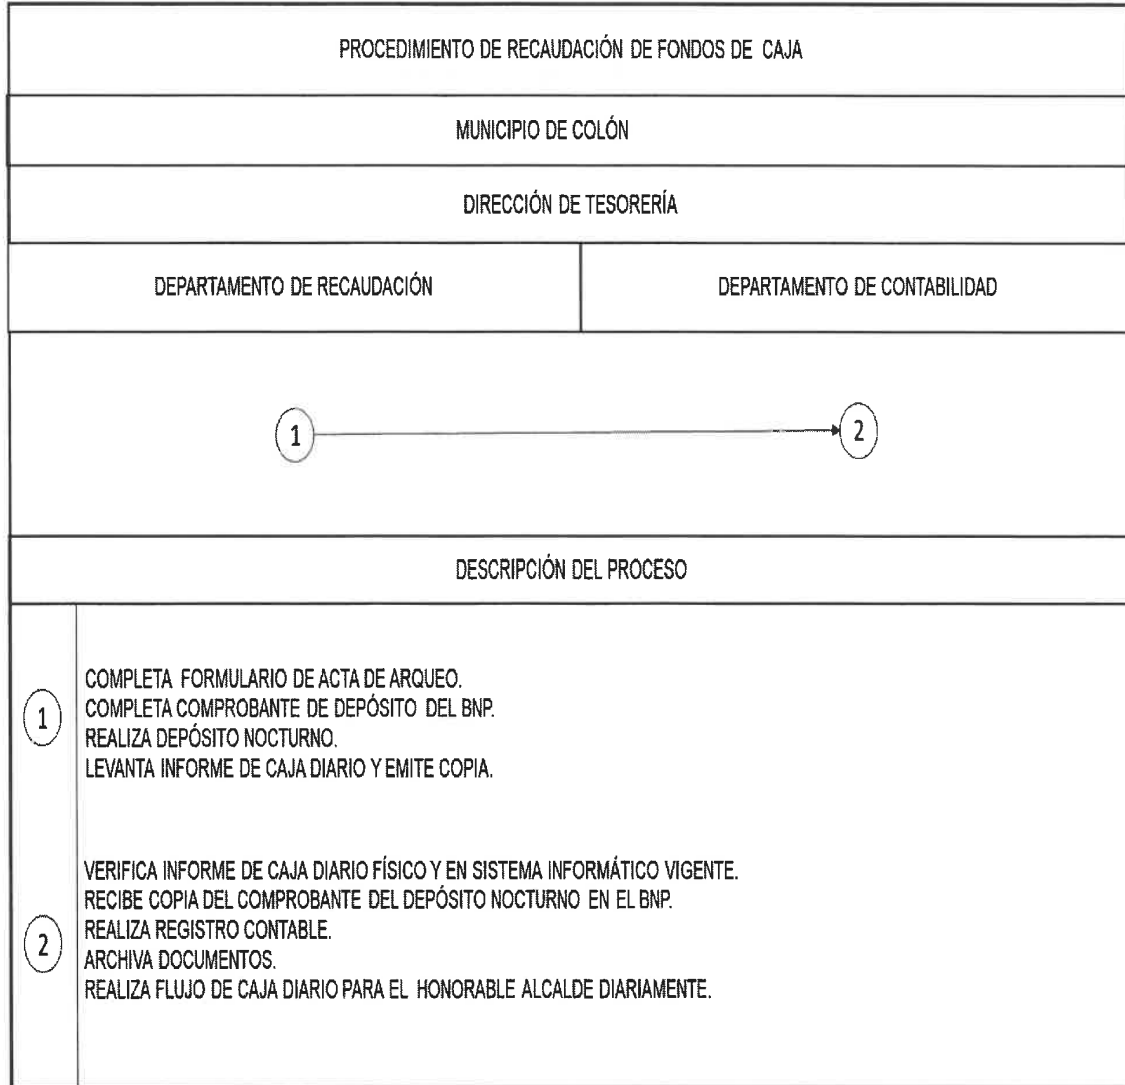 PROCEDIMIENTO DE RECAUDACIÓN DE FONDOS DE CAJA
MUNICIPIO DE COLÓN
DIRECCIÓN DE TESORERÍA
DEPARTAMENTO DE RECAUDACIÓN
DEPARTAMENTO DE CONTABILIDAD
1
2
DESCRIPCIÓN DEL PROCESO
1
COMPLETA FORMULARIO DE ACTA DE ARQUEO.
COMPLETA COMPROBANTE DE DEPÓSITO DEL BNP.
REALIZA DEPÓSITO NOCTURNO.
LEVANTA INFORME DE CAJA DIARIO Y EMITE COPIA.
2
VERIFICA INFORME DE CAJA DIARIO FÍSICO Y EN SISTEMA INFORMÁTICO VIGENTE.
RECIBE COPIA DEL COMPROBANTE DEL DEPÓSITO NOCTURNO EN EL BNP.
REALIZA REGISTRO CONTABLE.
ARCHIVA DOCUMENTOS.
REALIZA FLUJO DE CAJA DIARIO PARA EL HONORABLE ALCALDE DIARIAMENTE.